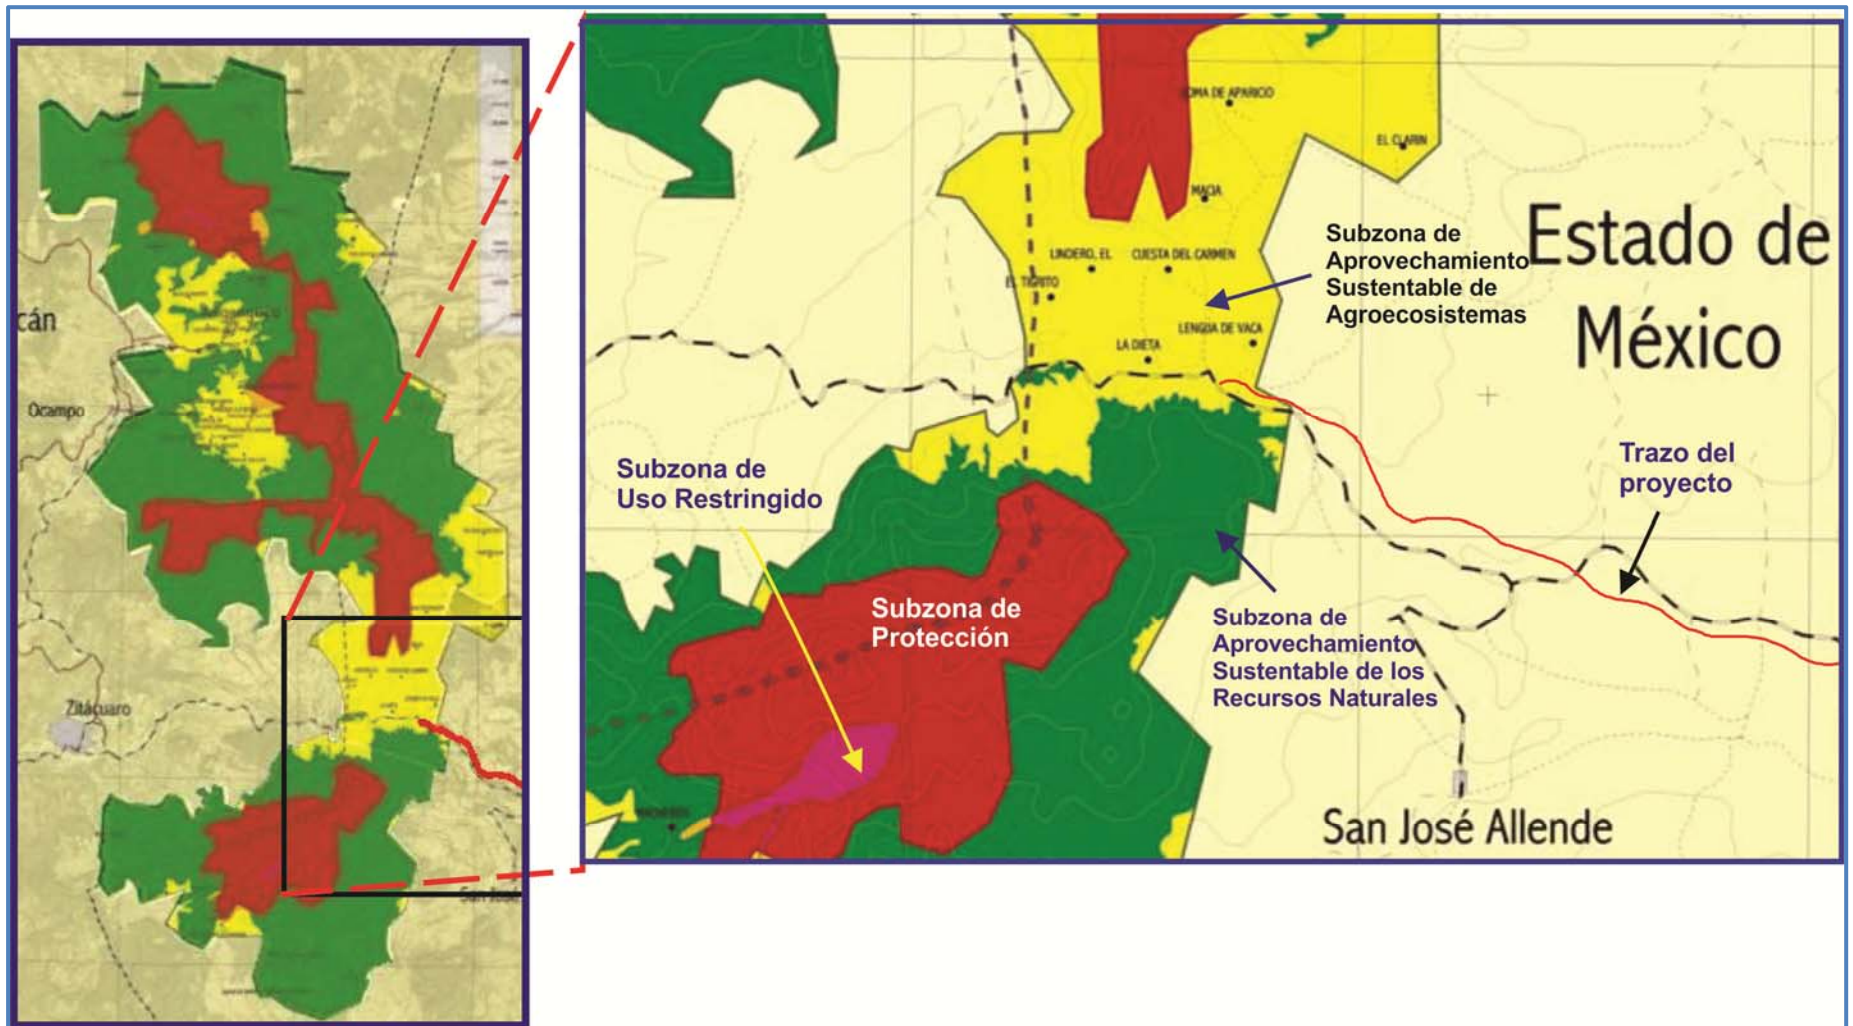 cán
Ocampo
Zitácuaro
LOMA DE APARICIO
EL CLARIN
MACIA
LINDERO, EL
CUESTA DEL CARMEN
EL TIGRITO
LENGUA DE VACA
LA DIETA
Subzona de
Aprovechamiento
Sustentable de
Agroecosistemas
Estado de
México
Subzona de
Uso Restringido
Trazo del
proyecto
Subzona de
Protección
Subzona de
Aprovechamiento
Sustentable de los
Recursos Naturales
San José Allende